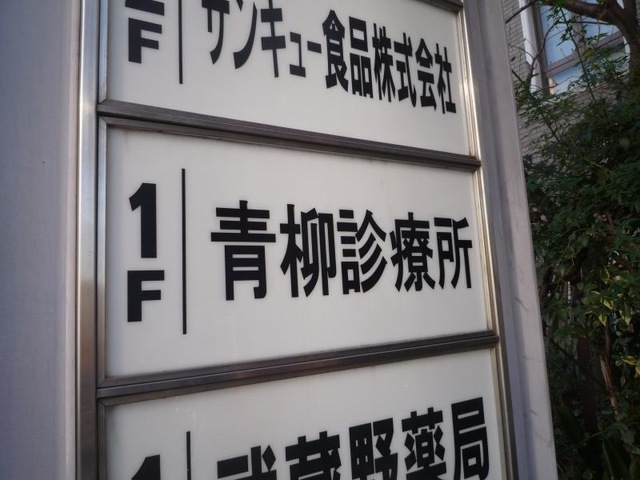 F サンキュー食品株式会社
1F 青柳診療所
1 武蔵野薬局